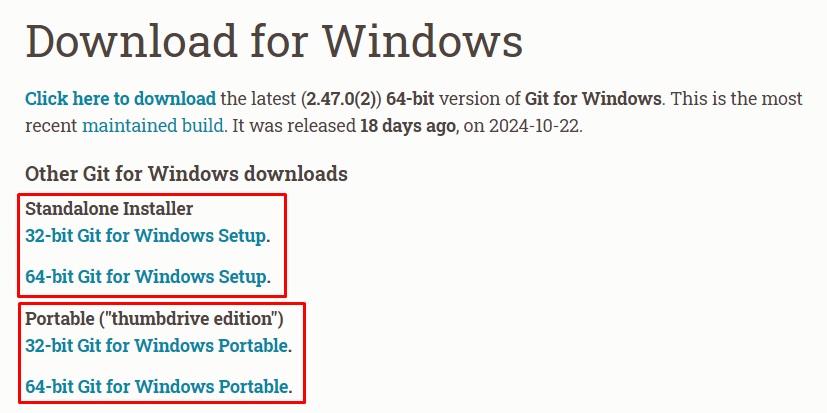 Download for Windows
Click here to download the latest (2.47.0(2)) 64-bit version of Git for Windows. This is the most
recent maintained build. It was released 18 days ago, on 2024-10-22.
Other Git for Windows downloads
Standalone Installer
32-bit Git for Windows Setup.
64-bit Git for Windows Setup.
Portable ("thumbdrive edition")
32-bit Git for Windows Portable.
64-bit Git for Windows Portable.